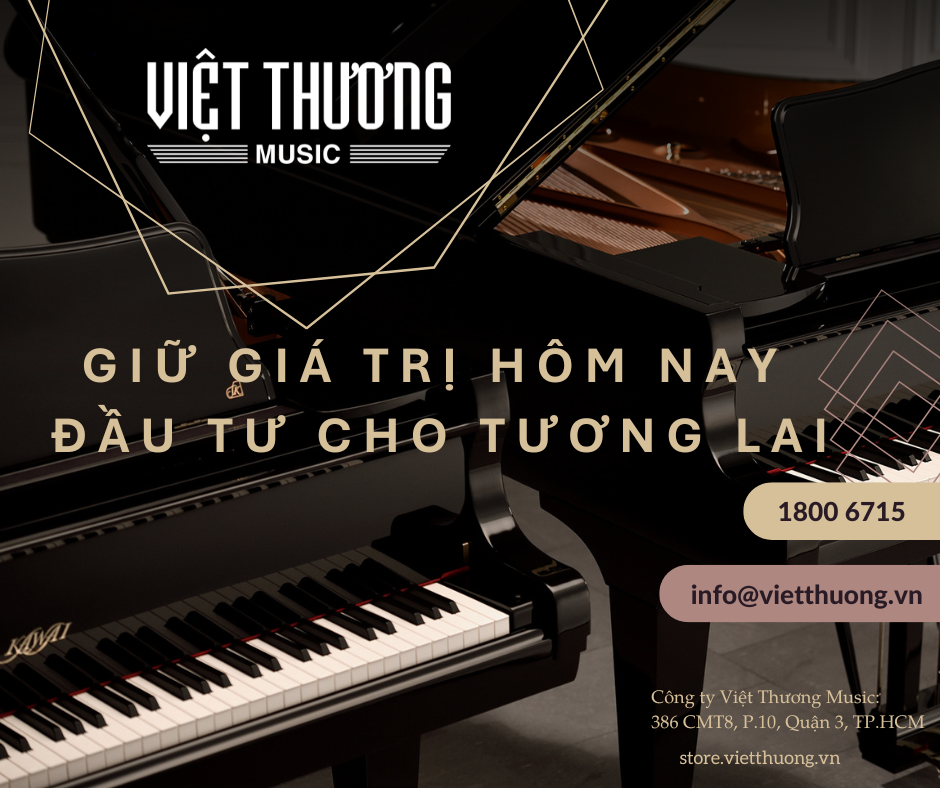 VIỆT THƯƠNG
MUSIC
GIỮ GIÁ TRỊ HÔM NAY
ĐẦU TƯ CHO TƯƠNG LAI
1800 6715
info@vietthuong.vn
KAWAI
Công ty Việt Thương Music:
386 CMT8, P.10, Quận 3, TP.HCM
store.vietthuong.vn